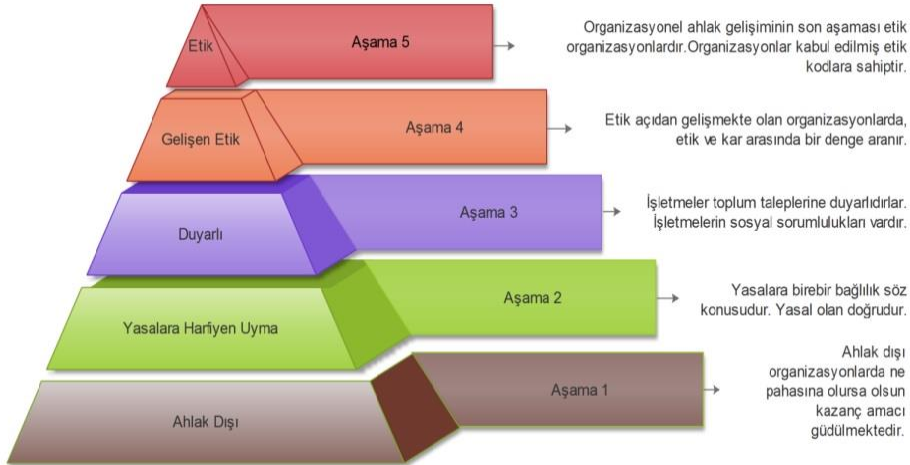 Etik
Aşama 5
Organizasyonel ahlak gelişiminin son aşaması etik
organizasyonlardır.Organizasyonlar kabul edilmiş etik
kodlara sahiptir.
Gelişen Etik
Aşama 4
Etik açıdan gelişmekte olan organizasyonlarda,
etik ve kar arasında bir denge aranır.
Duyarlı
Aşama 3
İşletmeler toplum taleplerine duyarlıdırlar.
İşletmelerin sosyal sorumlulukları vardır.
Yasalara Harfiyen Uyma
Aşama 2
Yasalara birebir bağlılık söz
konusudur. Yasal olan doğrudur.
Ahlak Dışı
Aşama 1
Ahlak dışı
organizasyonlarda ne
pahasına olursa olsun
kazanç amacı
güdülmektedir.